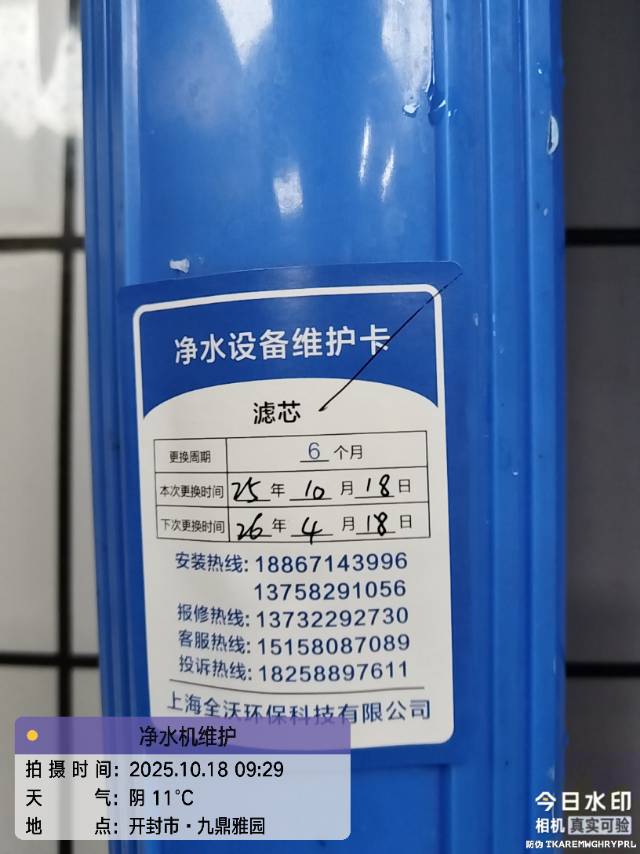 净水设备维护卡
滤芯
更换周期 6 个月
本次更换时间 25 年 10 月 18 日
下次更换时间 26 年 4 月 18 日
安装热线: 18867143996
13758291056
报修热线: 13732292730
客服热线: 15158087089
投诉热线: 18258897611
上海全沃环保科技有限公司
净水机维护
拍摄时间: 2025.10.18 09:29
天气: 阴 11℃
地点: 开封市·九鼎雅园
今日水印
相机 真实可验
防伪 TKAREMWGHRYPRL